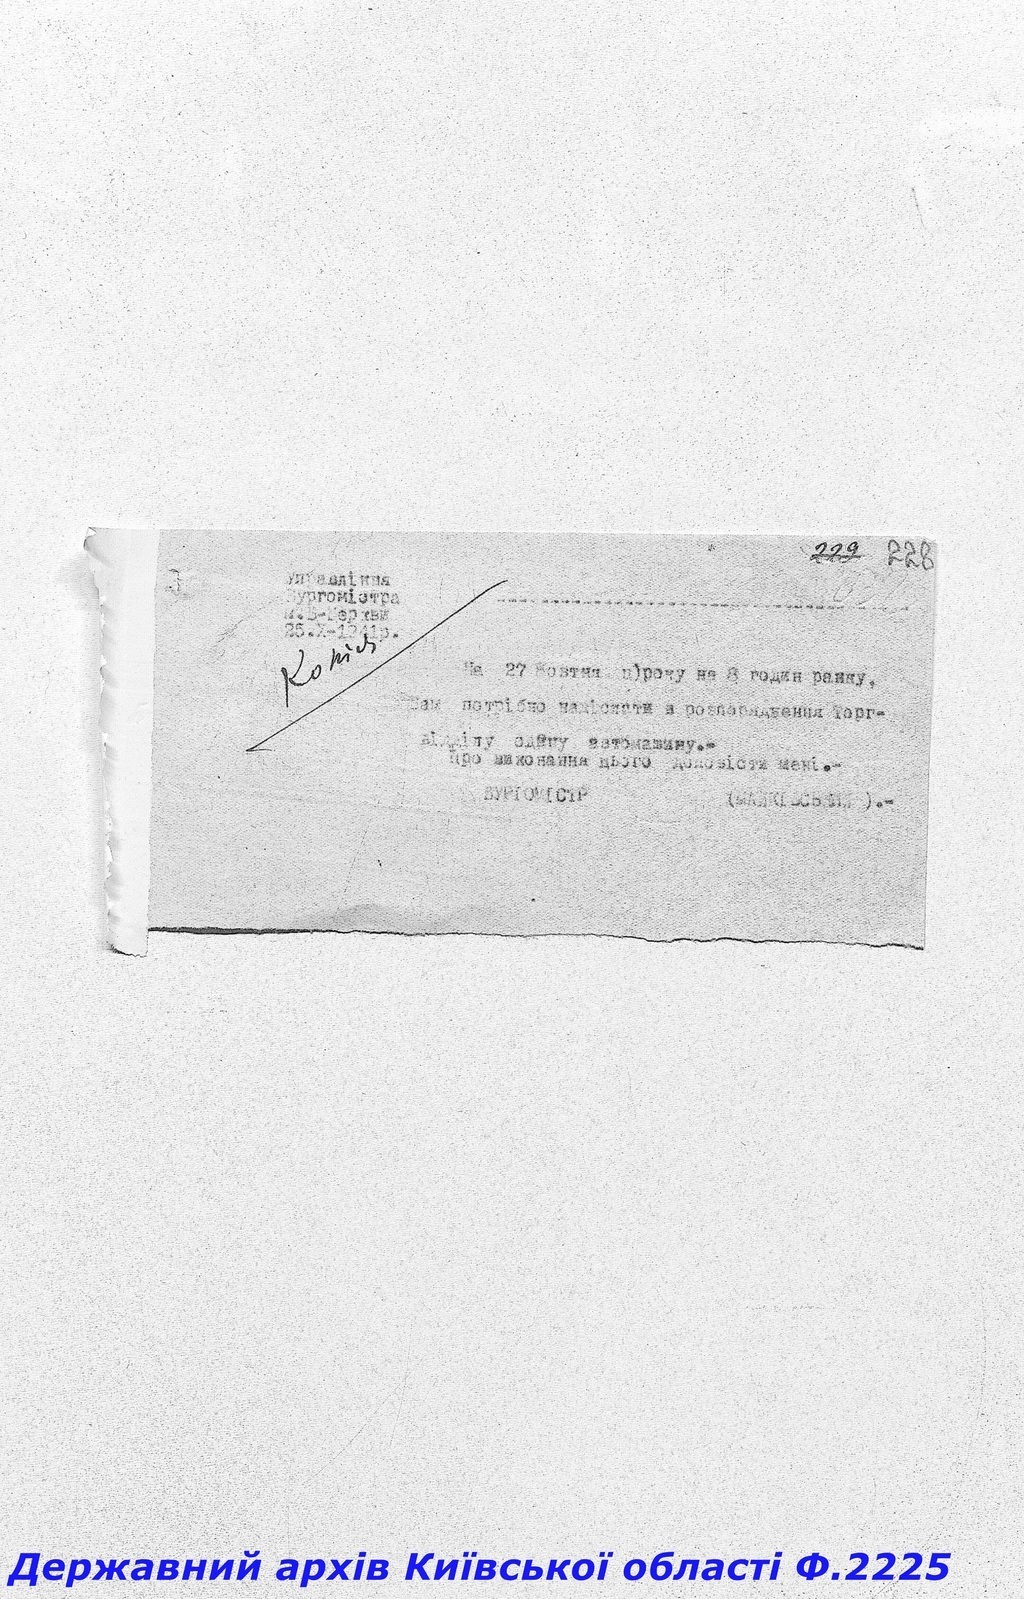 229 228
Управління
Бургомістра
м.Б-Церкви
25.X-1941р.
Копія
На 27 жовтня п)року на 8 годин ранку,
Вам потрібно надіслати в розпорядження Торг-
відділу одну автомашину.-
Про виконання цього доповісти мені.-
БУРГОМІСТР ).-
Державний архів Київської області Ф.2225